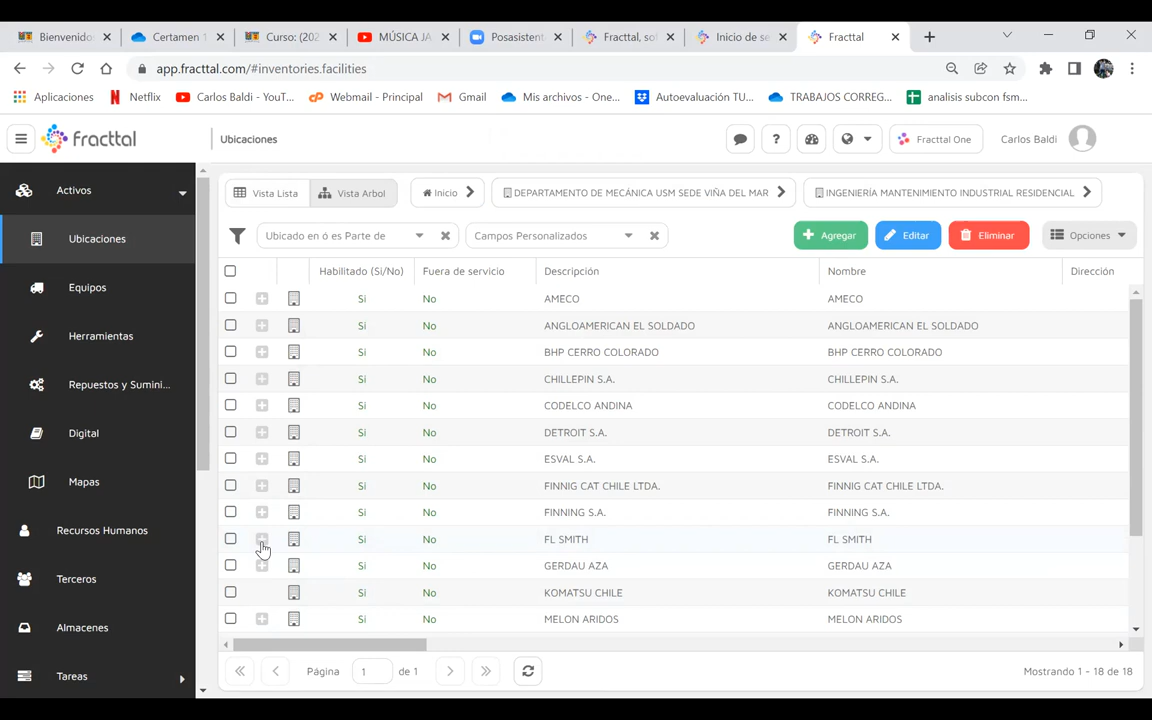 Bienvenido
Certamen 1
Curso: (202
MÚSICA JA
Posasistent
Fracttal, so
Inicio de se
Fracttal
app.fracttal.com/#inventories.facilities
Aplicaciones
Netflix
Carlos Baldi - YouT...
Webmail - Principal
Gmail
Mis archivos - One...
Autoevaluación TU...
TRABAJOS CORREG...
analisis subcon fsm...
fracttal
Ubicaciones
?
Fracttal One
Carlos Baldi
Activos
Ubicaciones
Equipos
Herramientas
Repuestos y Sumini...
Digital
Mapas
Recursos Humanos
Terceros
Almacenes
Tareas
Vista Lista
Vista Arbol
Inicio
DEPARTAMENTO DE MECÁNICA USM SEDE VIÑA DEL MAR
INGENIERÍA MANTENIMIENTO INDUSTRIAL RESIDENCIAL
Ubicado en ó es Parte de
Campos Personalizados
Agregar
Editar
Eliminar
Opciones
Habilitado (Si/No) Fuera de servicio Descripción Nombre Dirección
Si No AMECO AMECO
Si No ANGLOAMERICAN EL SOLDADO ANGLOAMERICAN EL SOLDADO
Si No BHP CERRO COLORADO BHP CERRO COLORADO
Si No CHILLEPIN S.A. CHILLEPIN S.A.
Si No CODELCO ANDINA CODELCO ANDINA
Si No DETROIT S.A. DETROIT S.A.
Si No ESVAL S.A. ESVAL S.A.
Si No FINNIG CAT CHILE LTDA. FINNIG CAT CHILE LTDA.
Si No FINNING S.A. FINNING S.A.
Si No FL SMITH FL SMITH
Si No GERDAU AZA GERDAU AZA
Si No KOMATSU CHILE KOMATSU CHILE
Si No MELON ARIDOS MELON ARIDOS
Página 1 de 1
Mostrando 1 - 18 de 18